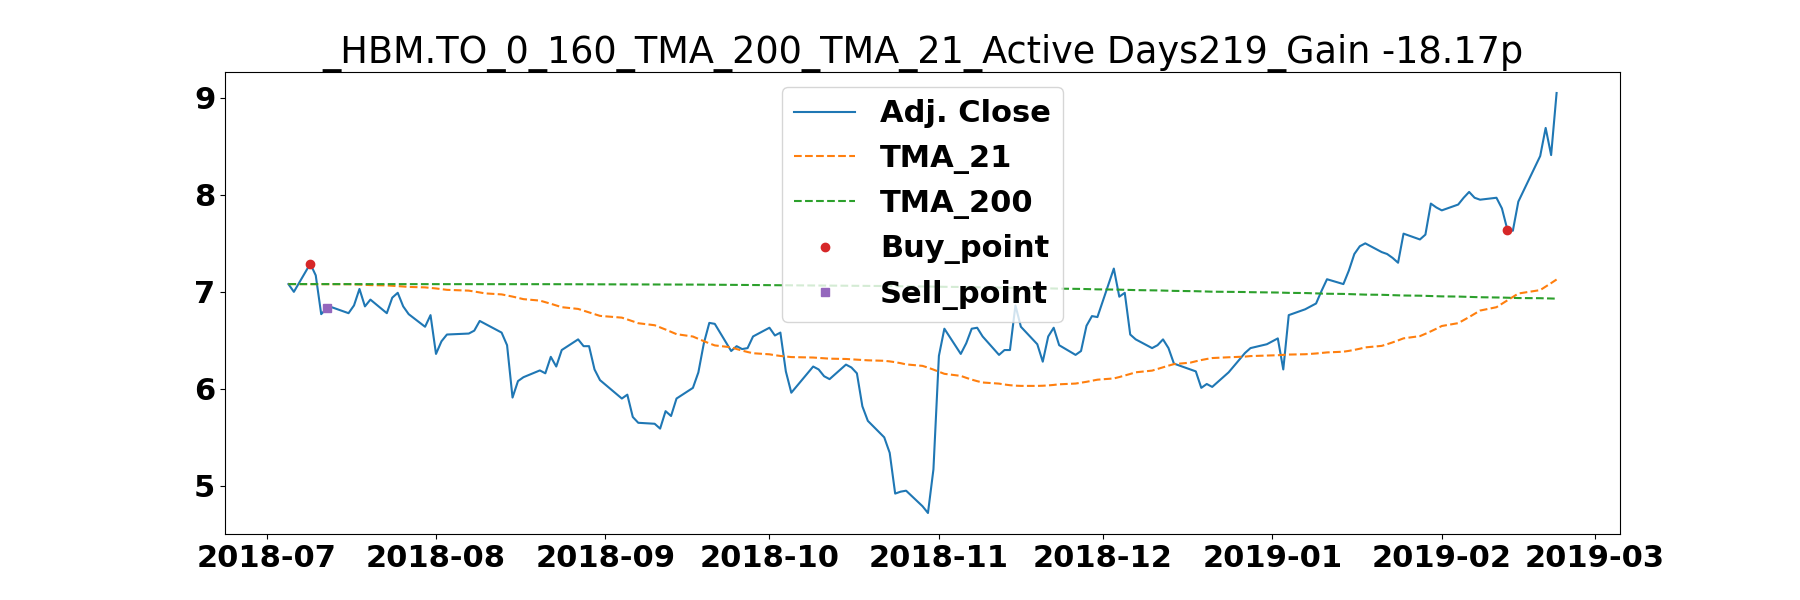 _HBM.TO_0_160_TMA_200_TMA_21_Active Days219_Gain -18.17p
9
8
7
6
5
Adj. Close
TMA_21
TMA_200
Buy_point
Sell_point
2018-07 2018-08 2018-09 2018-10 2018-11 2018-12 2019-01 2019-02 2019-03